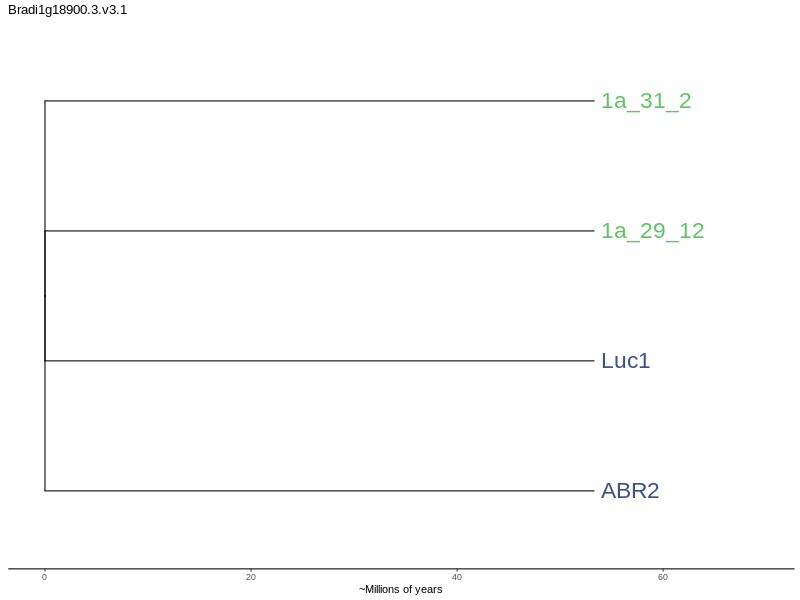 Bradi1g18900.3.v3.1
1a_31_2
1a_29_12
Luc1
ABR2
0 20 40 60
~Millions of years